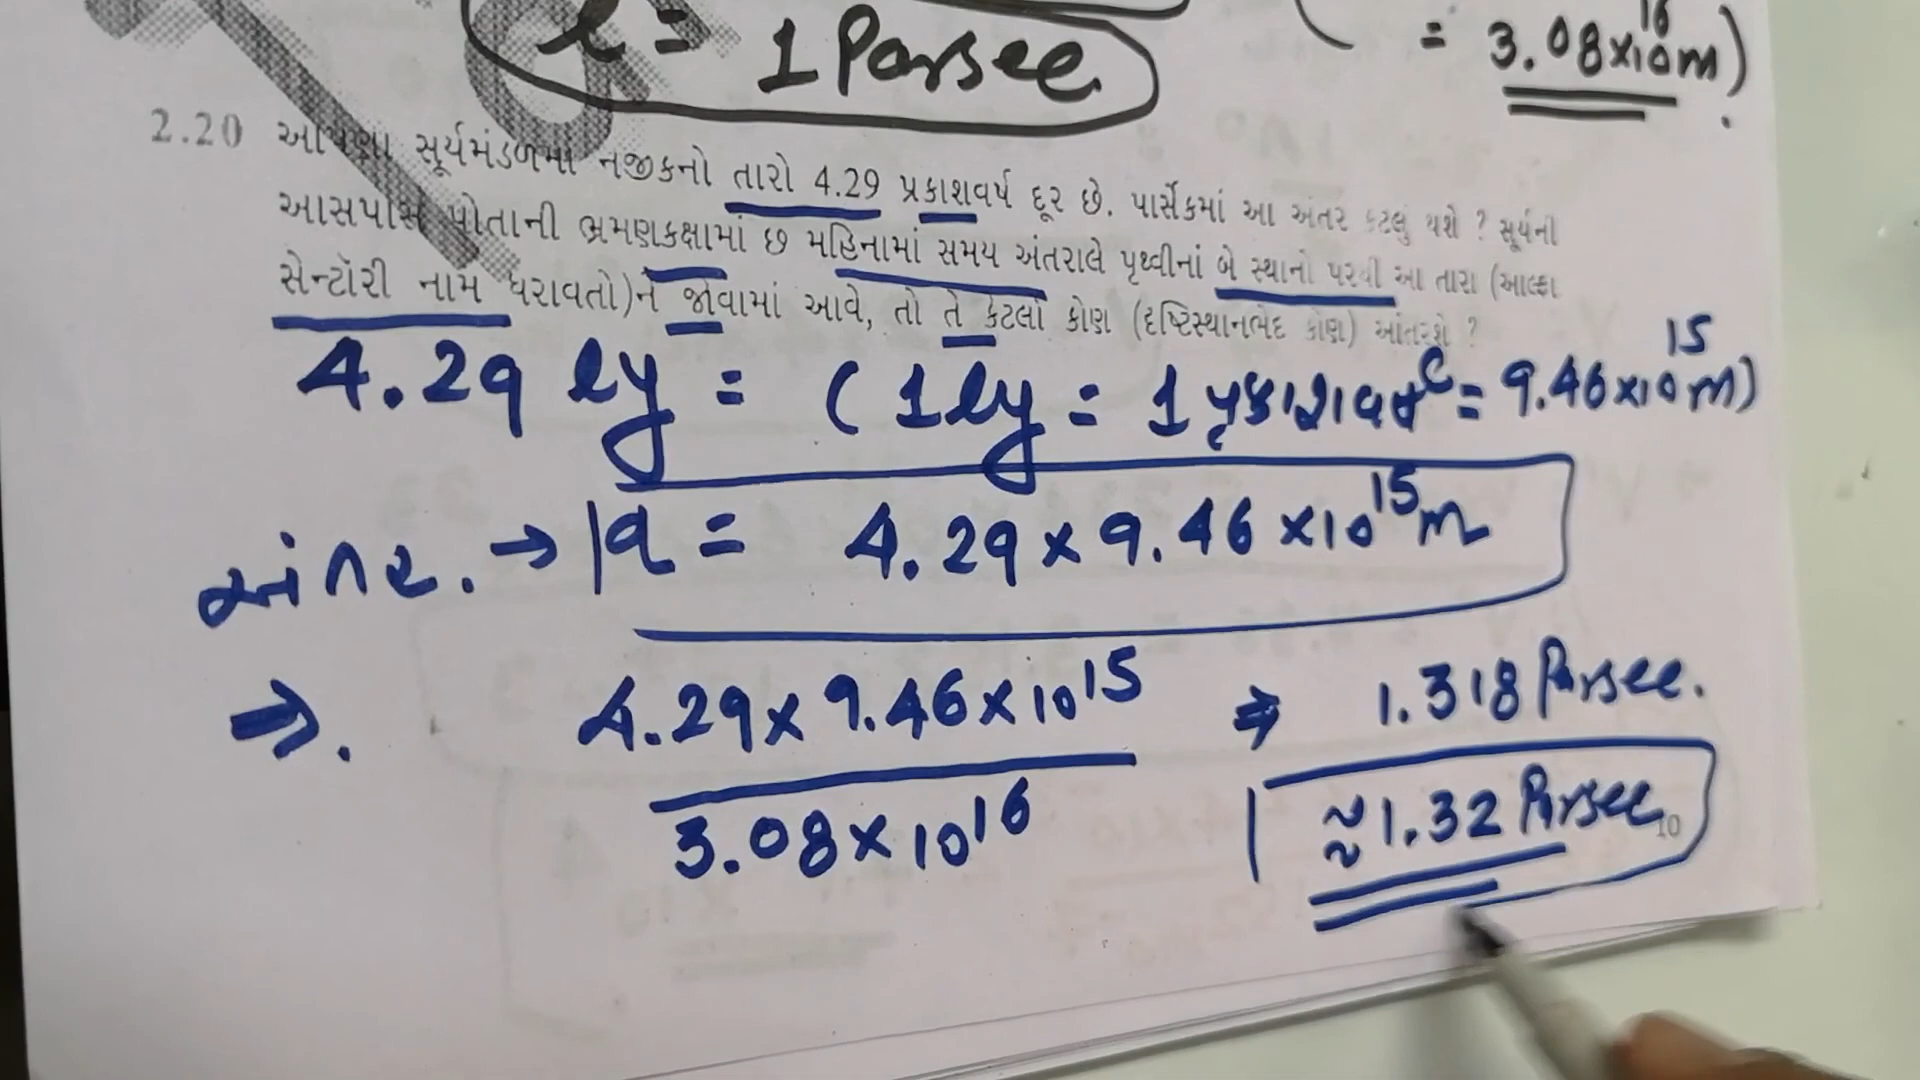 l = 1 Parsec
= 3.08×10¹⁶m)
2.20 આપણા સૂર્યમંડળમાં નજીકનો તારો 4.29 પ્રકાશવર્ષ દૂર છે. પાર્સેકમાં આ અંતર કેટલું થશે ? સૂર્યની
આસપાસ પોતાની ભ્રમણકક્ષામાં છ મહિનામાં સમય અંતરાલે પૃથ્વીનાં બે સ્થાનો પરથી આ તારા (આલ્ફા
સેન્ટૉરી નામ ધરાવતો)ને જોવામાં આવે, તો તે કેટલો કોણ (દૃષ્ટિસ્થાનભેદ કોણ) આંતરશે ?
4.29 ly = (1ly = 1 પ્રકાશવર્ષ = 9.46×10¹⁵m)
અંતર. → = 4.29 × 9.46 ×10¹⁵m
⇒. 4.29 × 9.46 × 10¹⁵ ⇒ 1.318 Parsec.
3.08 × 10¹⁶ ≈ 1.32 Parsec.
10